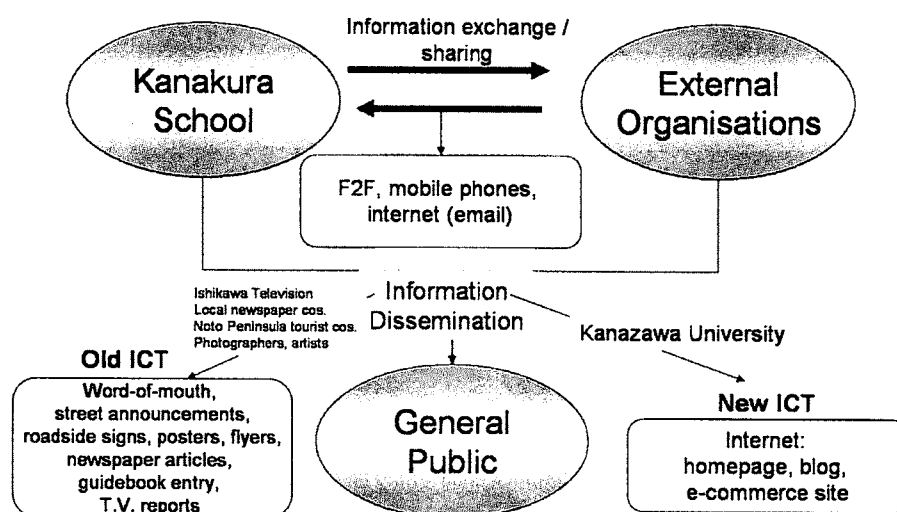 Information exchange /
sharing
Kanakura
School
External
Organisations
F2F, mobile phones,
internet (email)
Ishikawa Television
Local newspaper cos.
Noto Peninsula tourist cos.
Photographers, artists
Information
Dissemination
Kanazawa University
Old ICT
Word-of-mouth,
street announcements,
roadside signs, posters, flyers,
newspaper articles,
guidebook entry,
T.V. reports
General
Public
New ICT
Internet:
homepage, blog,
e-commerce site